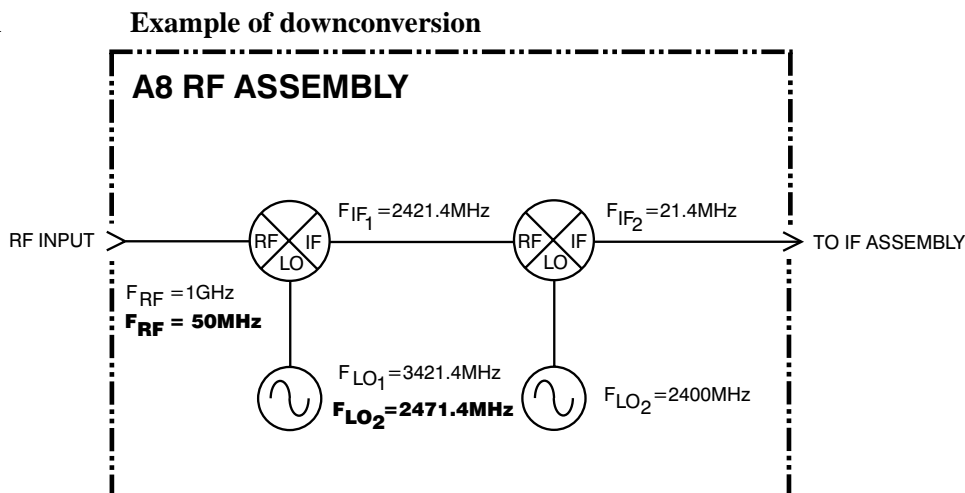 Example of downconversion
A8 RF ASSEMBLY
F_IF1 =2421.4MHz
F_IF2 =21.4MHz
RF INPUT
RF
IF
LO
RF
IF
LO
TO IF ASSEMBLY
F_RF =1GHz
F_RF = 50MHz
F_LO1 =3421.4MHz
F_LO2=2471.4MHz
F_LO2 =2400MHz